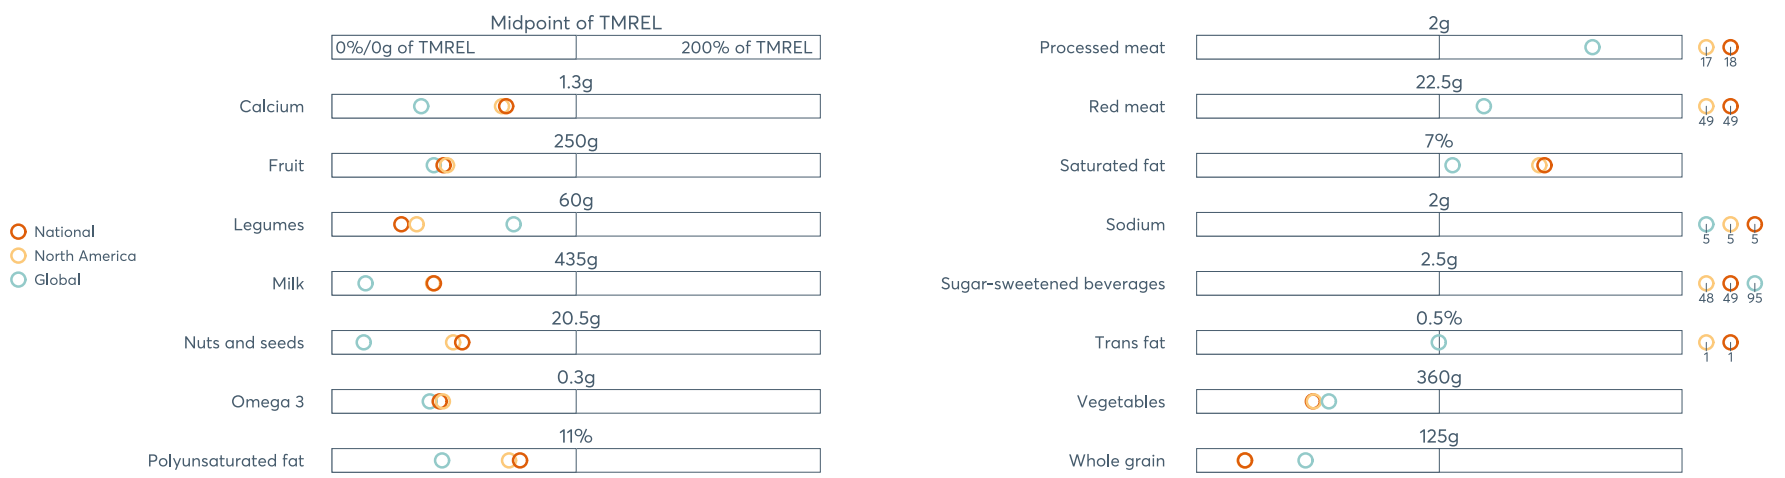 Midpoint of TMREL
0%/0g of TMREL
200% of TMREL
1.3g
Calcium
250g
Fruit
60g
Legumes
435g
Milk
20.5g
Nuts and seeds
0.3g
Omega 3
11%
Polyunsaturated fat
National
North America
Global
2g
Processed meat
17 18
22.5g
Red meat
49 49
7%
Saturated fat
2g
Sodium
5 5 5
2.5g
Sugar-sweetened beverages
48 49 95
0.5%
Trans fat
1 1
360g
Vegetables
125g
Whole grain